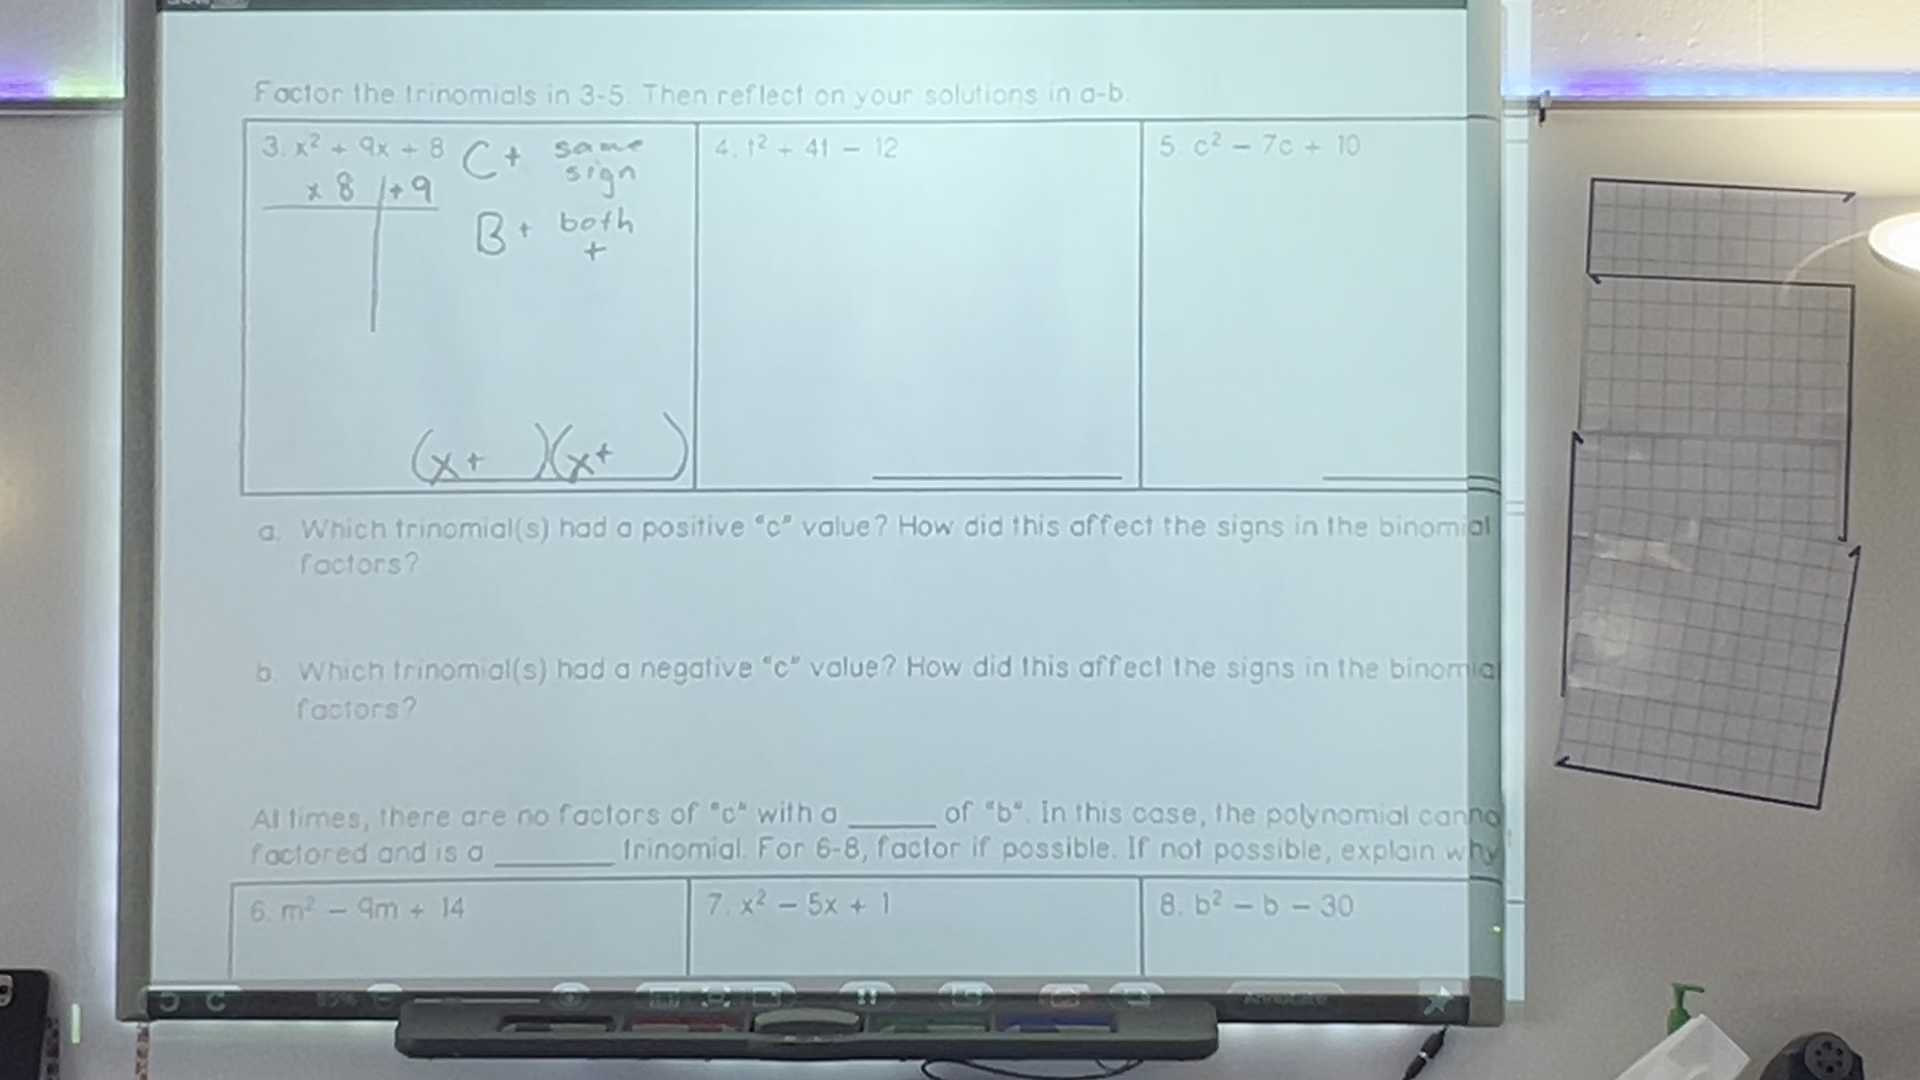 Factor the trinomials in 3-5. Then reflect on your solutions in a-b.
3. x² + 9x + 8
C + same sign
x 8 | + 9
B + both +
(x + )(x + )
4. t² + 4t − 12
5. c² − 7c + 10
a. Which trinomial(s) had a positive "c" value? How did this affect the signs in the binomial
factors?
b. Which trinomial(s) had a negative "c" value? How did this affect the signs in the binomial
factors?
At times, there are no factors of "c" with a ______ of "b". In this case, the polynomial canno
factored and is a ________ trinomial. For 6-8, factor if possible. If not possible, explain why
6. m² − 9m + 14
7. x² − 5x + 1
8. b² − b − 30
Annotate